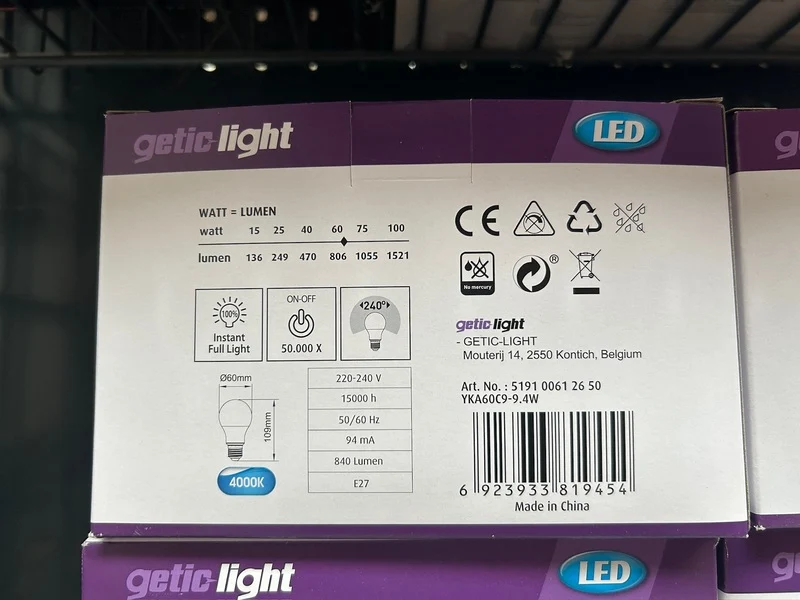 getic-light
LED
WATT = LUMEN
watt 15 25 40 60 75 100
lumen 136 249 470 806 1055 1521
100%
Instant
Full Light
ON-OFF
50.000 X
240°
Ø60mm
109mm
4000K
220-240 V
15000 h
50/60 Hz
94 mA
840 Lumen
E27
CE
No mercury
®
getic-light
- GETIC-LIGHT
Mouterij 14, 2550 Kontich, Belgium
Art. No. : 5191 0061 26 50
YKA60C9-9.4W
6 923933 819454
Made in China
getic-light
LED
g
g